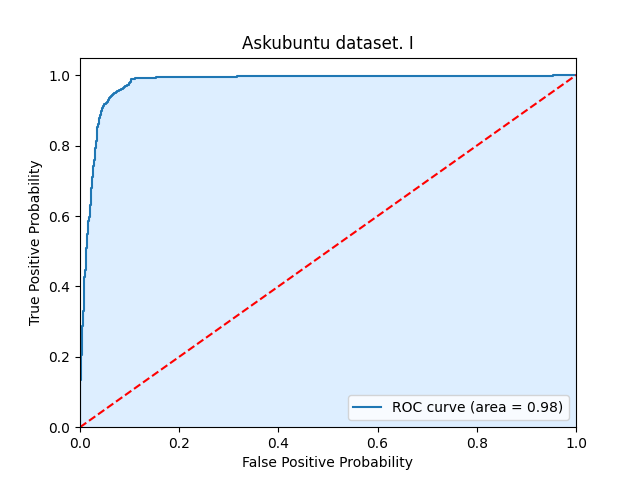 Askubuntu dataset. I
True Positive Probability
1.0
0.8
0.6
0.4
0.2
0.0
ROC curve (area = 0.98)
0.0 0.2 0.4 0.6 0.8 1.0
False Positive Probability